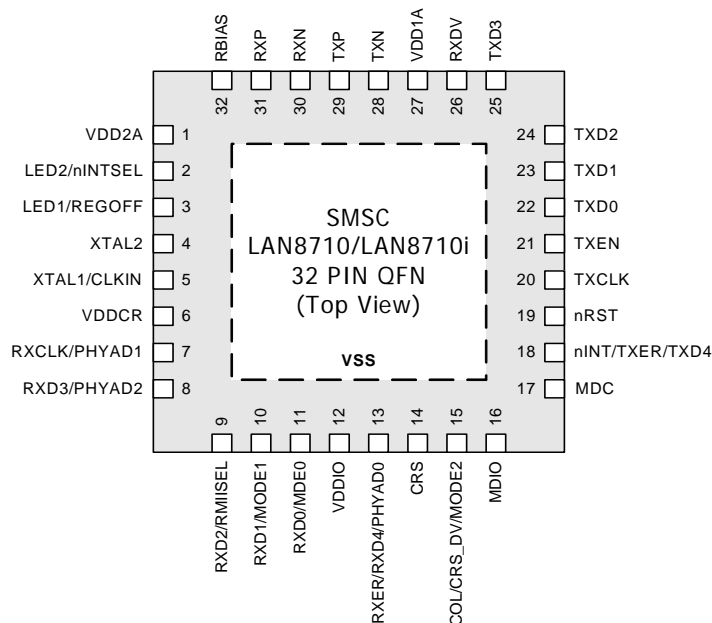 RBIAS
RXP
RXN
TXP
TXN
VDD1A
RXDV
TXD3
32
31
30
29
28
27
26
25
VDD2A 1
LED2/nINTSEL 2
LED1/REGOFF 3
XTAL2 4
XTAL1/CLKIN 5
VDDCR 6
RXCLK/PHYAD1 7
RXD3/PHYAD2 8
SMSC
LAN8710/LAN8710i
32 PIN QFN
(Top View)
VSS
24 TXD2
23 TXD1
22 TXD0
21 TXEN
20 TXCLK
19 nRST
18 nINT/TXER/TXD4
17 MDC
9
10
11
12
13
14
15
16
RXD2/RMIISEL
RXD1/MODE1
RXD0/MDE0
VDDIO
RXER/RXD4/PHYAD0
CRS
COL/CRS_DV/MODE2
MDIO